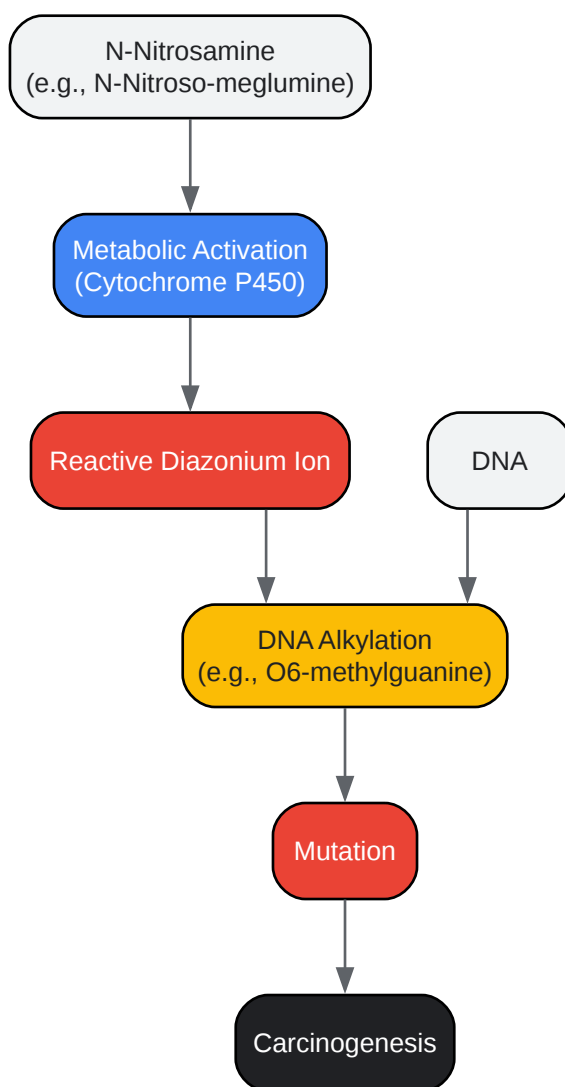 N-Nitrosamine
(e.g., N-Nitroso-meglumine)
Metabolic Activation
(Cytochrome P450)
Reactive Diazonium Ion
DNA
DNA Alkylation
(e.g., O6-methylguanine)
Mutation
Carcinogenesis